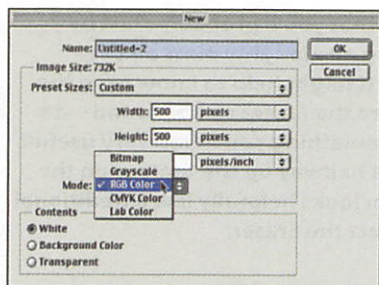 New
Name: Untitled-2
OK
Image Size: 732K
Cancel
Preset Sizes: Custom
Width: 500 pixels
Height: 500 pixels
pixels/inch
Bitmap
Grayscale
Mode: ✓ RGB Color
CMYK Color
Lab Color
Contents
White
Background Color
Transparent